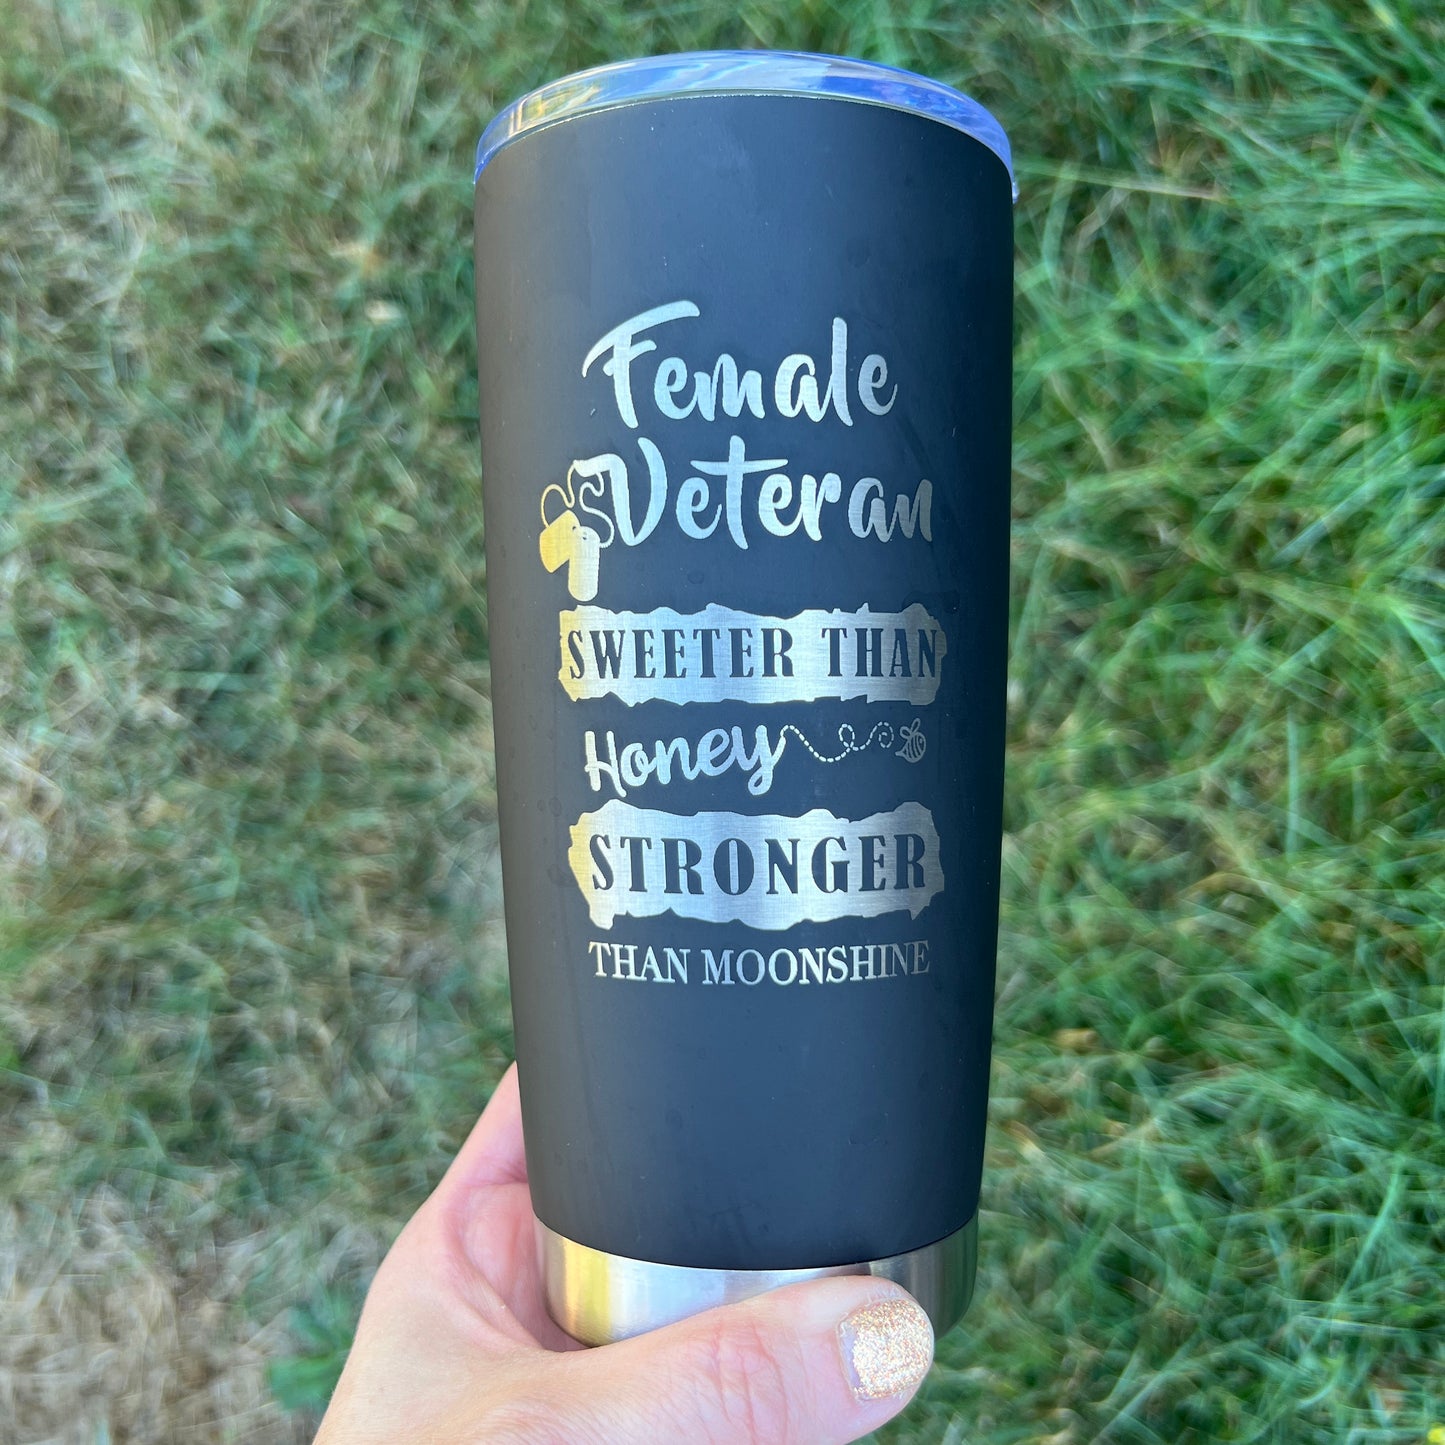 Female
Veteran
SWEETER THAN
Honey
STRONGER
THAN MOONSHINE